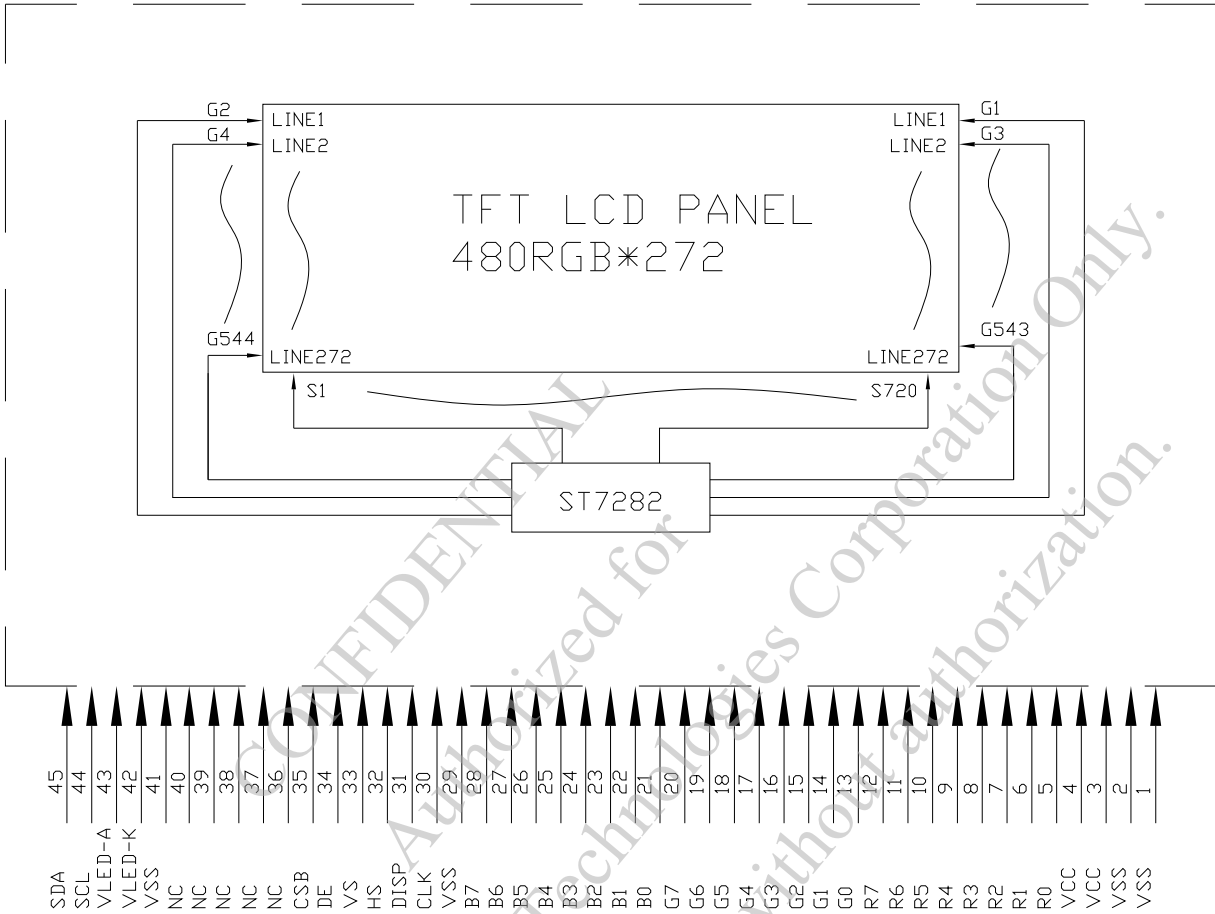 G2
G1
LINE1
LINE1
G4
G3
LINE2
LINE2
TFT LCD PANEL
480RGB*272
G544
G543
LINE272
LINE272
S1
S720
ST7282
CONFIDENTIAL
Authorized for
Technologies Corporation Only.
without authorization.
45 44 43 42 41 40 39 38 37 36 35 34 33 32 31 30 29 28 27 26 25 24 23 22 21 20 19 18 17 16 15 14 13 12 11 10 9 8 7 6 5 4 3 2 1
SDA SCL VLED-A VLED-K VSS NC NC NC NC NC CSB DE VS HS DISP CLK VSS B7 B6 B5 B4 B3 B2 B1 B0 G7 G6 G5 G4 G3 G2 G1 G0 R7 R6 R5 R4 R3 R2 R1 R0 VCC VCC VSS VSS